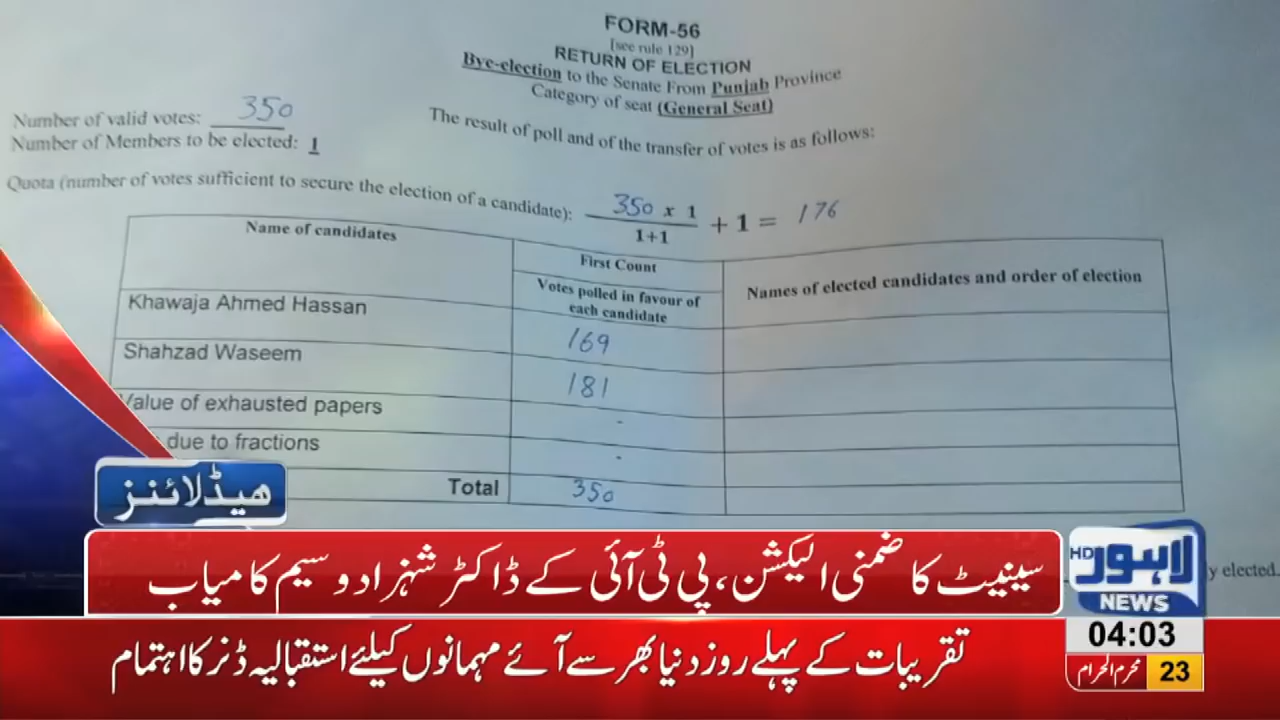 FORM-56
[see rule 129]
RETURN OF ELECTION
Bye-election to the Senate From Punjab Province
Category of seat (General Seat)
Number of valid votes: 350
Number of Members to be elected: 1
The result of poll and of the transfer of votes is as follows:
Quota (number of votes sufficient to secure the election of a candidate): 350 x 1 / 1+1 + 1 = 176
Name of candidates
First Count
Votes polled in favour of each candidate
Names of elected candidates and order of election
Khawaja Ahmed Hassan 169
Shahzad Waseem 181
Value of exhausted papers -
due to fractions -
Total 350
y elected.
ھیڈلائنز
سینیٹ کا ضمنی الیکشن، پی ٹی آئی کے ڈاکٹر شہزاد وسیم کامیاب
تقریبات کے پہلے روز دنیا بھر سے آئے مہمانوں کیلئے استقبالیہ ڈنر کا اہتمام
لاہور HD
NEWS
04:03
23 محرم الحرام